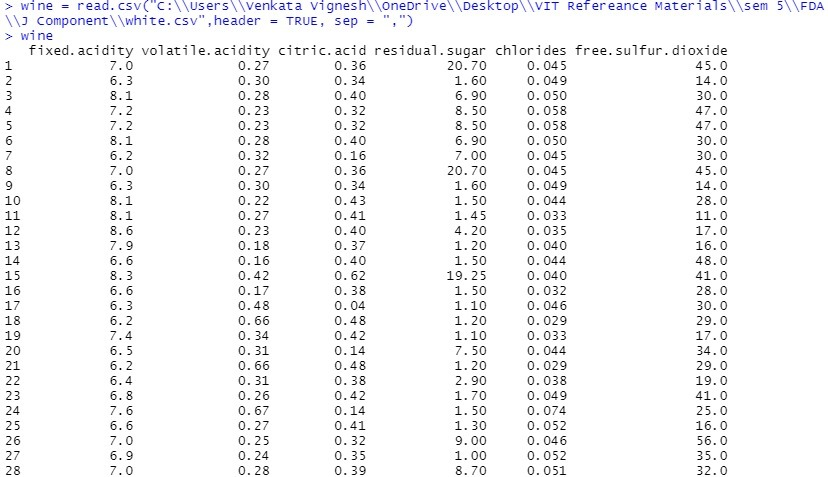 > wine = read.csv("C:\\Users\\Venkata Vignesh\\OneDrive\\Desktop\\VIT Refereance Materials\\sem 5\\FDA
\\J Component\\white.csv",header = TRUE, sep = ",")
> wine
fixed.acidity volatile.acidity citric.acid residual.sugar chlorides free.sulfur.dioxide
1 7.0 0.27 0.36 20.70 0.045 45.0
2 6.3 0.30 0.34 1.60 0.049 14.0
3 8.1 0.28 0.40 6.90 0.050 30.0
4 7.2 0.23 0.32 8.50 0.058 47.0
5 7.2 0.23 0.32 8.50 0.058 47.0
6 8.1 0.28 0.40 6.90 0.050 30.0
7 6.2 0.32 0.16 7.00 0.045 30.0
8 7.0 0.27 0.36 20.70 0.045 45.0
9 6.3 0.30 0.34 1.60 0.049 14.0
10 8.1 0.22 0.43 1.50 0.044 28.0
11 8.1 0.27 0.41 1.45 0.033 11.0
12 8.6 0.23 0.40 4.20 0.035 17.0
13 7.9 0.18 0.37 1.20 0.040 16.0
14 6.6 0.16 0.40 1.50 0.044 48.0
15 8.3 0.42 0.62 19.25 0.040 41.0
16 6.6 0.17 0.38 1.50 0.032 28.0
17 6.3 0.48 0.04 1.10 0.046 30.0
18 6.2 0.66 0.48 1.20 0.029 29.0
19 7.4 0.34 0.42 1.10 0.033 17.0
20 6.5 0.31 0.14 7.50 0.044 34.0
21 6.2 0.66 0.48 1.20 0.029 29.0
22 6.4 0.31 0.38 2.90 0.038 19.0
23 6.8 0.26 0.42 1.70 0.049 41.0
24 7.6 0.67 0.14 1.50 0.074 25.0
25 6.6 0.27 0.41 1.30 0.052 16.0
26 7.0 0.25 0.32 9.00 0.046 56.0
27 6.9 0.24 0.35 1.00 0.052 35.0
28 7.0 0.28 0.39 8.70 0.051 32.0